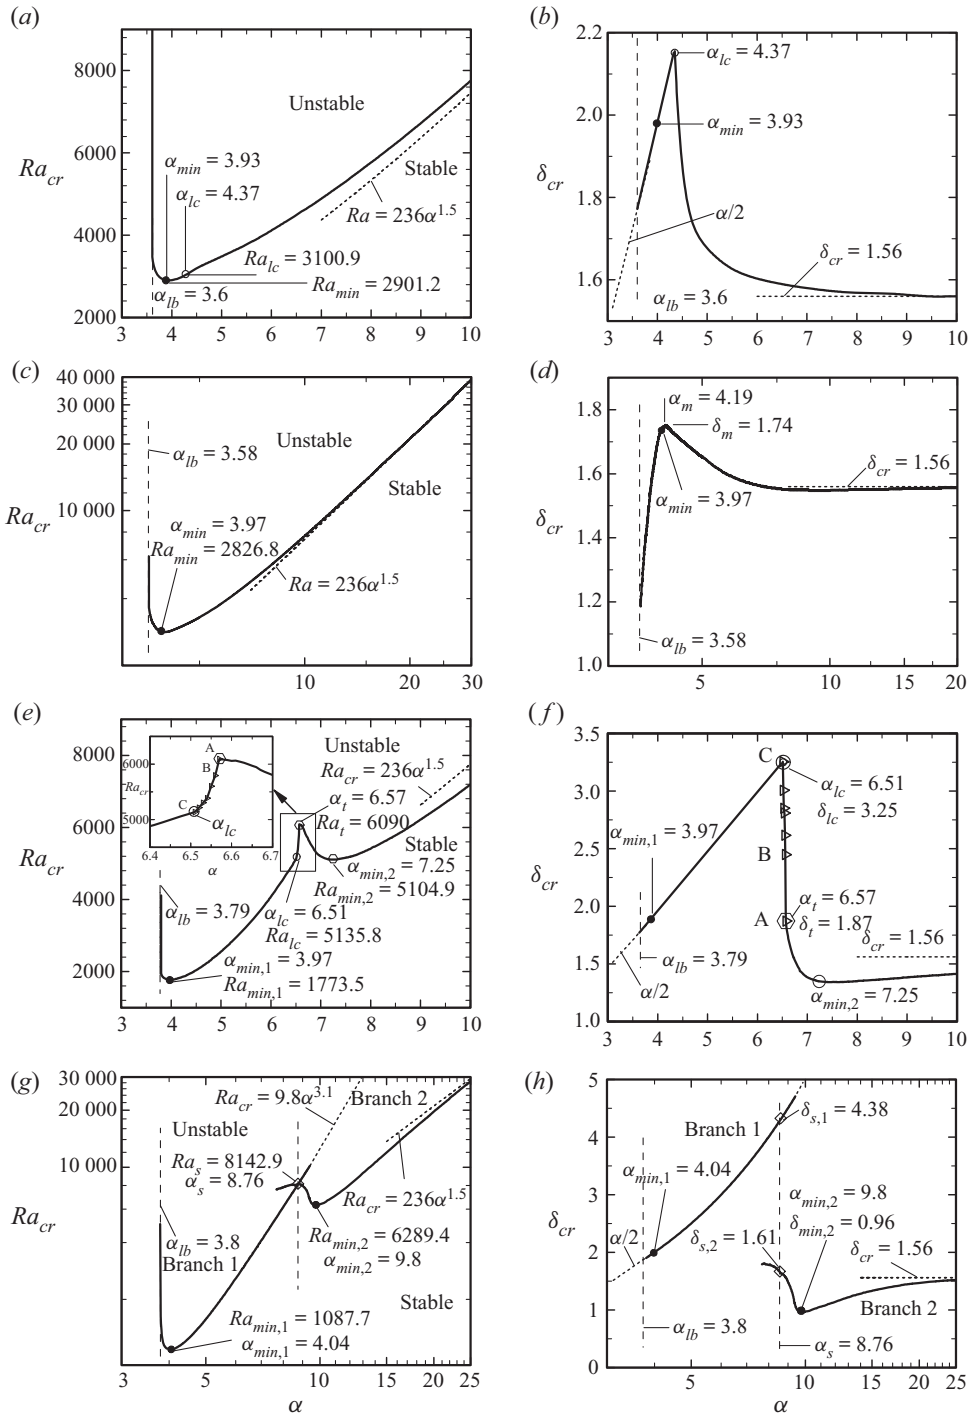 (a)
8000
6000
4000
2000
Ra_cr
Unstable
Stable
α_min = 3.93
α_lc = 4.37
Ra = 236α^1.5
Ra_lc = 3100.9
Ra_min = 2901.2
α_lb = 3.6
3 4 5 6 7 8 9 10
(b)
2.2
2.0
1.8
1.6
δ_cr
α_lc = 4.37
α_min = 3.93
α/2
δ_cr = 1.56
α_lb = 3.6
3 4 5 6 7 8 9 10
(c)
40 000
30 000
20 000
10 000
Ra_cr
Unstable
α_lb = 3.58
Stable
α_min = 3.97
Ra_min = 2826.8
Ra = 236α^1.5
10 20 30
(d)
1.8
1.6
1.4
1.2
1.0
δ_cr
α_m = 4.19
δ_m = 1.74
δ_cr = 1.56
α_min = 3.97
α_lb = 3.58
5 10 20
(e)
8000
6000
4000
2000
Ra_cr
6000
5000
Ra_cr
A
B
C
α_lc
6.4 6.5 6.6 6.7
α
Unstable
Ra_cr = 236α^1.5
α_t = 6.57
Ra_t = 6090
Stable
α_min,2 = 7.25
Ra_min,2 = 5104.9
α_lb = 3.79
α_lc = 6.51
Ra_lc = 5135.8
α_min,1 = 3.97
Ra_min,1 = 1773.5
3 4 5 6 7 8 9 10
(f)
3.5
3.0
2.5
2.0
1.5
1.0
δ_cr
C
α_lc = 6.51
δ_lc = 3.25
α_min,1 = 3.97
B
α_t = 6.57
A
δ_t = 1.87
δ_cr = 1.56
α_lb = 3.79
α/2
α_min,2 = 7.25
3 4 5 6 7 8 9 10
(g)
30 000
20 000
10 000
Ra_cr
Ra_cr = 9.8α^3.1
Branch 2
Unstable
Ra_s = 8142.9
α_s = 8.76
Ra_cr = 236α^1.5
α_lb = 3.8
Branch 1
Ra_min,2 = 6289.4
α_min,2 = 9.8
Stable
Ra_min,1 = 1087.7
α_min,1 = 4.04
3 5 10 15 20 25
α
(h)
5
4
3
2
1
0
δ_cr
δ_s,1 = 4.38
Branch 1
α_min,1 = 4.04
α_min,2 = 9.8
δ_min,2 = 0.96
α/2
δ_s,2 = 1.61
δ_cr = 1.56
Branch 2
α_lb = 3.8
α_s = 8.76
3 5 10 15 20 25
α